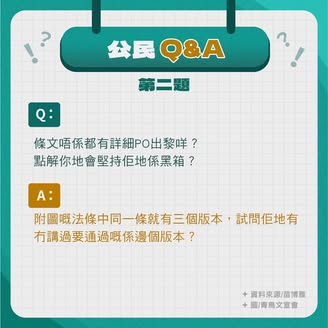 公民Q&A
第二題
Q：
條文唔係都有詳細PO出黎咩？
點解你地會堅持佢地係黑箱？
A：
附圖嘅法條中同一條就有三個版本，試問佢地有
冇講過要通過嘅係邊個版本？
+ 資料來源/苗博雅
+ 圖/青鳥文宣會